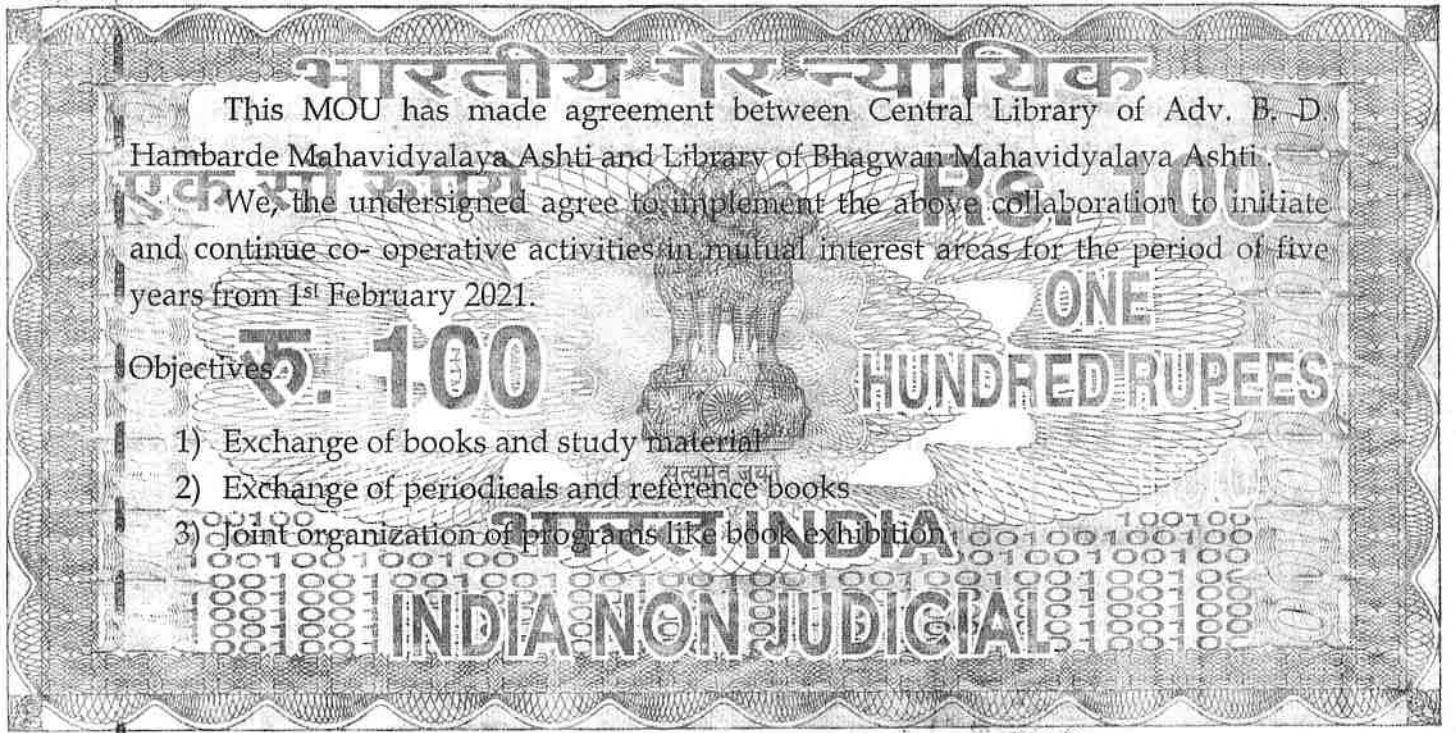 भारतीय गैर न्यायिक
This MOU has made agreement between Central Library of Adv. B. D.
Hambarde Mahavidyalaya Ashti and Library of Bhagwan Mahavidyalaya Ashti .
एक सौ रुपये
Rs. 100
We, the undersigned agree to implement the above collaboration to initiate
and continue co- operative activities in mutual interest areas for the period of five
years from 1st February 2021.
ONE
रु. 100
HUNDRED RUPEES
Objectives
1) Exchange of books and study material
सत्यमेव जयते
2) Exchange of periodicals and reference books
3) Joint organization of programs like book exhibition
भारत INDIA
INDIA NON JUDICIAL